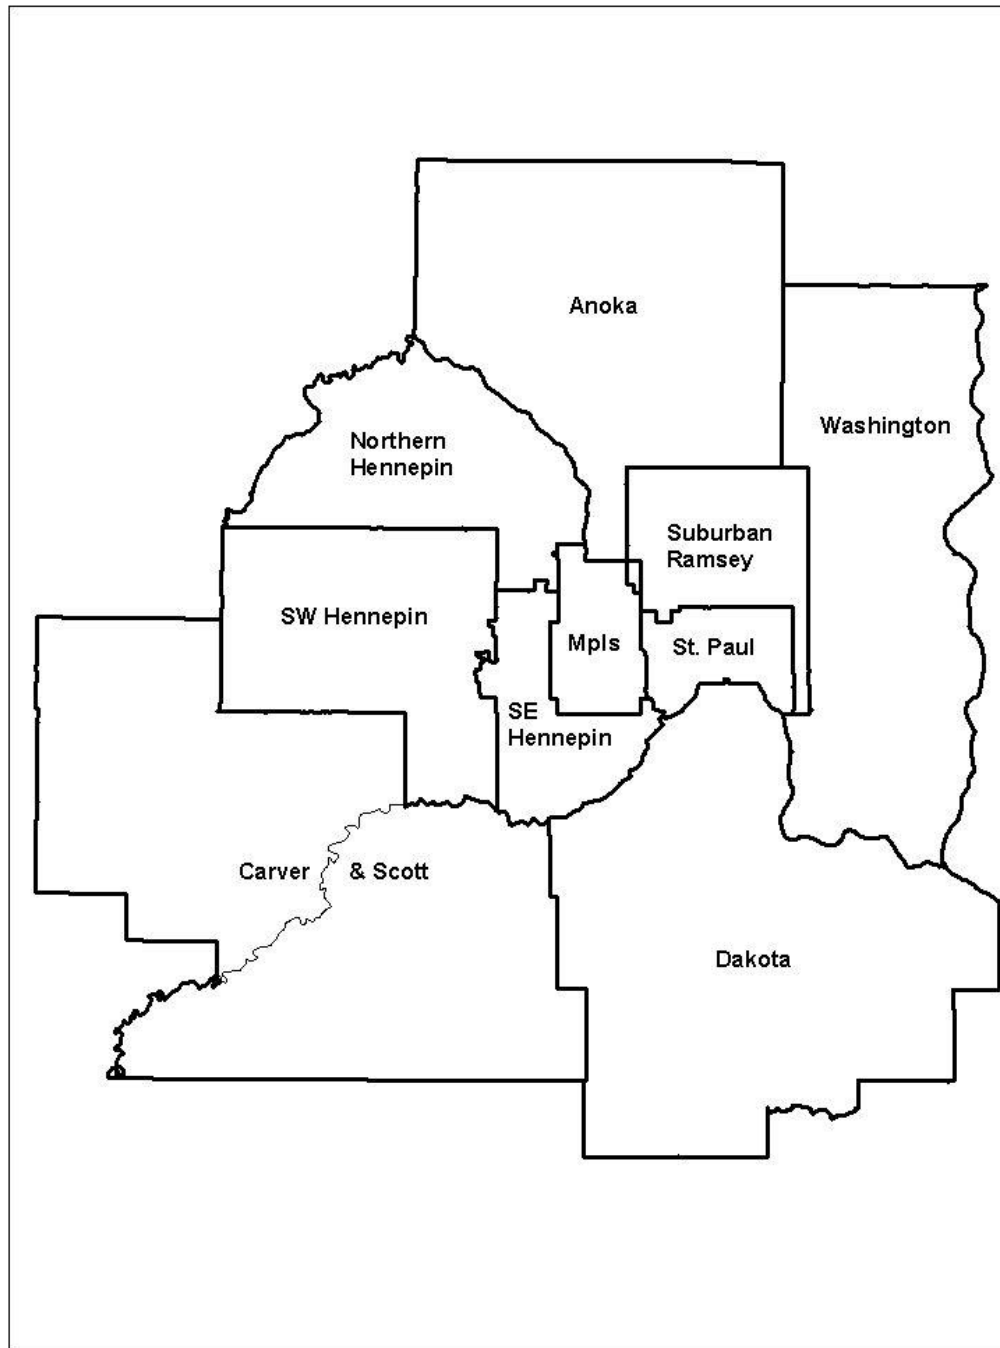 Anoka
Washington
Northern
Hennepin
Suburban
Ramsey
SW Hennepin
Mpls
St. Paul
SE
Hennepin
Carver & Scott
Dakota